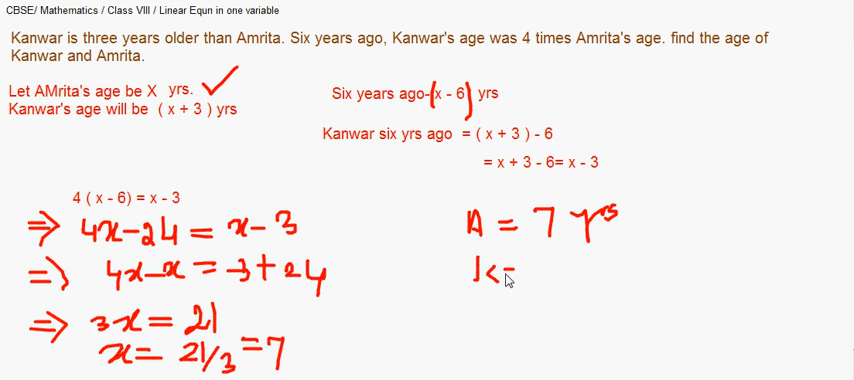 CBSE/ Mathematics / Class VIII / Linear Equn in one variable
Kanwar is three years older than Amrita. Six years ago, Kanwar's age was 4 times Amrita's age. find the age of
Kanwar and Amrita.
Let AMrita's age be X yrs.
Kanwar's age will be ( x + 3 ) yrs
Six years ago-(x - 6) yrs
Kanwar six yrs ago = ( x + 3 ) - 6
= x + 3 - 6= x - 3
4 ( x - 6) = x - 3
⇒ 4x-24 = x-3
⇒ 4x-x = -3+24
⇒ 3x = 21
x = 21/3 = 7
A = 7 yrs
K=